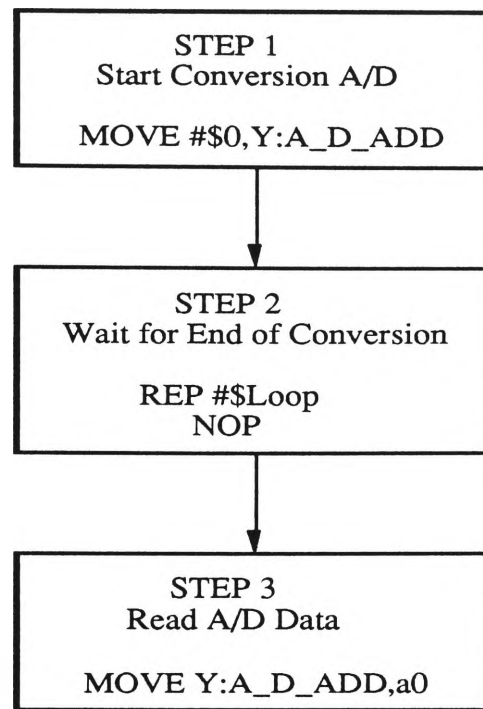 STEP 1
Start Conversion A/D
MOVE #$0,Y:A_D_ADD
STEP 2
Wait for End of Conversion
REP #$Loop
NOP
STEP 3
Read A/D Data
MOVE Y:A_D_ADD,a0